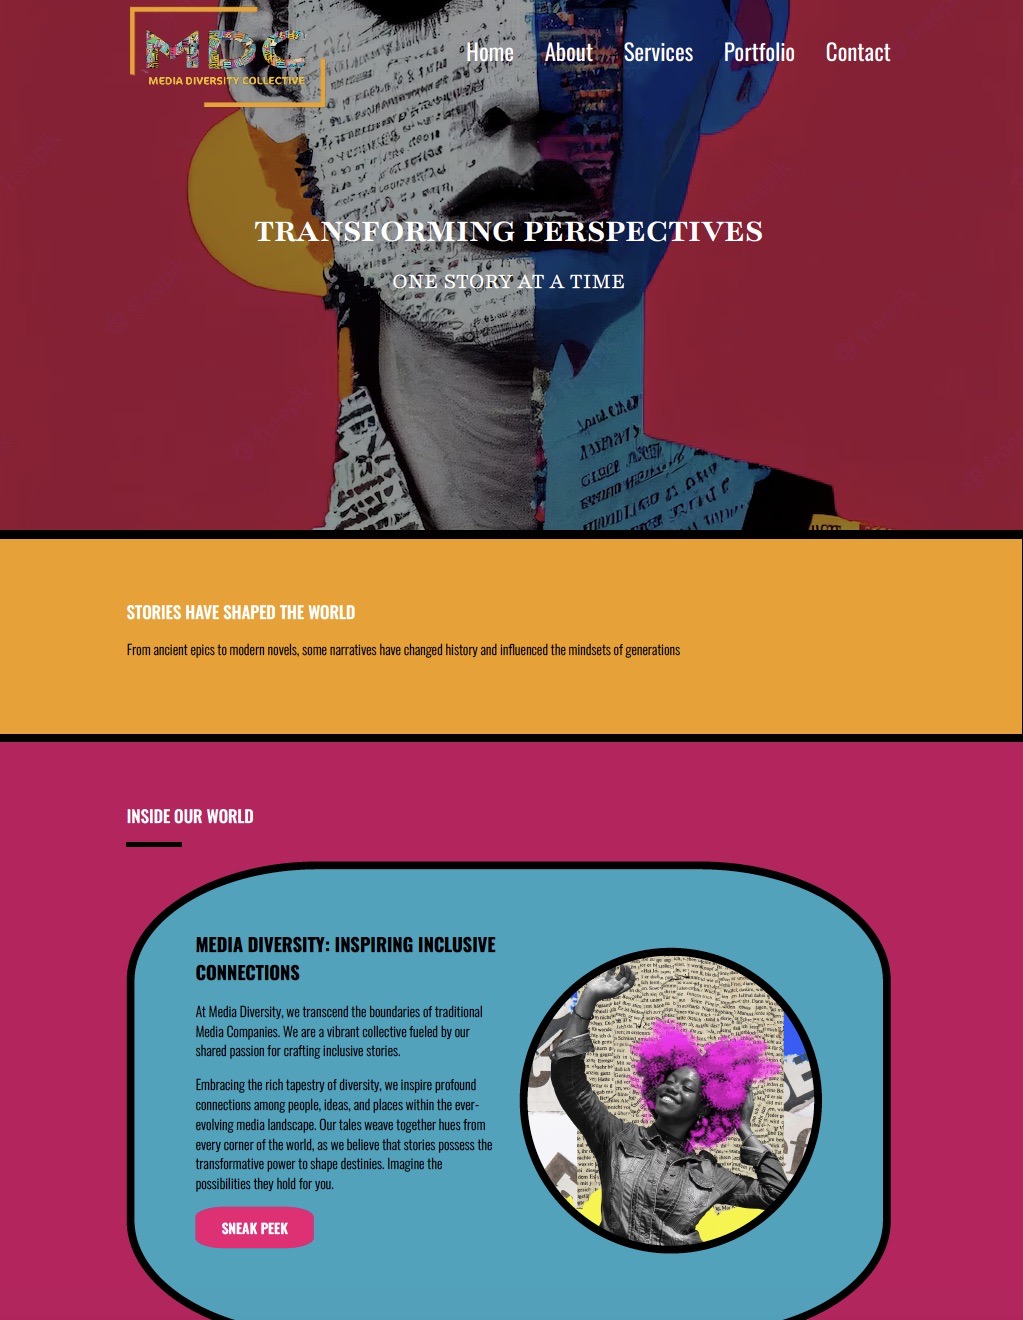 MDC
MEDIA DIVERSITY COLLECTIVE
Home About Services Portfolio Contact
TRANSFORMING PERSPECTIVES
ONE STORY AT A TIME
STORIES HAVE SHAPED THE WORLD
From ancient epics to modern novels, some narratives have changed history and influenced the mindsets of generations
INSIDE OUR WORLD
MEDIA DIVERSITY: INSPIRING INCLUSIVE
CONNECTIONS
At Media Diversity, we transcend the boundaries of traditional
Media Companies. We are a vibrant collective fueled by our
shared passion for crafting inclusive stories.
Embracing the rich tapestry of diversity, we inspire profound
connections among people, ideas, and places within the ever-
evolving media landscape. Our tales weave together hues from
every corner of the world, as we believe that stories possess the
transformative power to shape destinies. Imagine the
possibilities they hold for you.
SNEAK PEEK